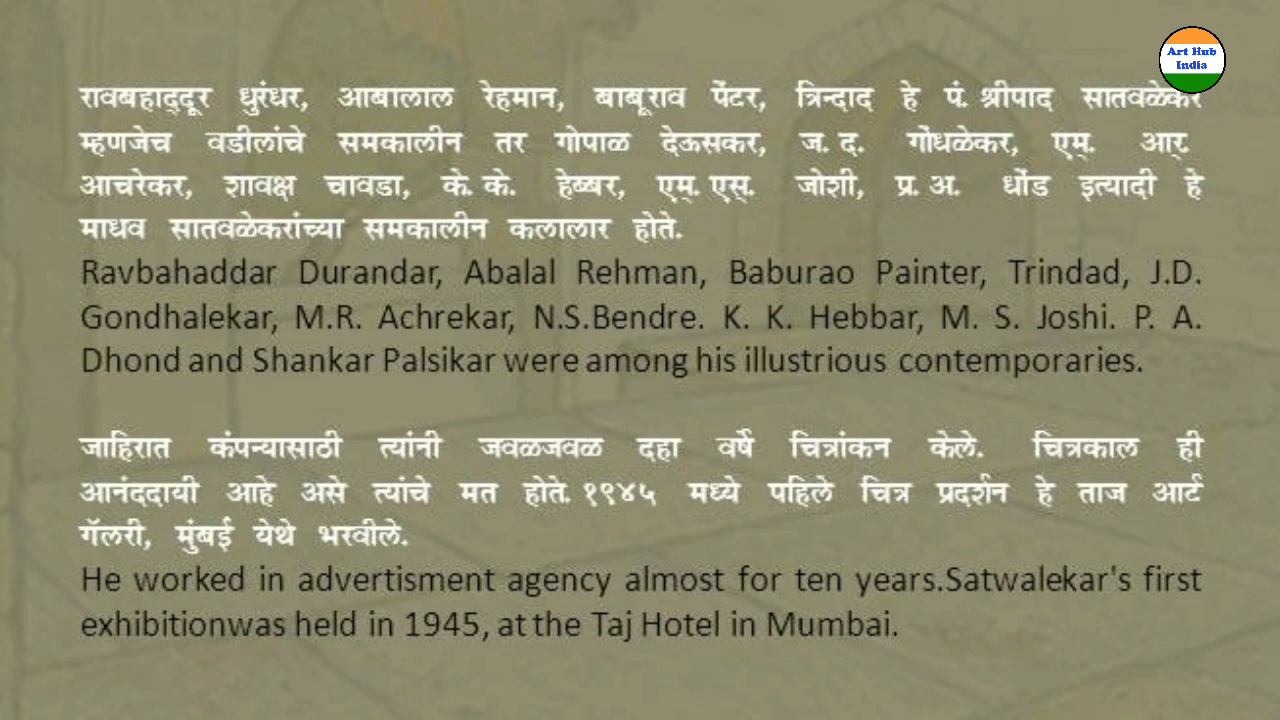 Art Hub
India
रावबहाद्दूर धुरंधर, आबालाल रेहमान, बाबूराव पेंटर, त्रिन्दाद हे पं. श्रीपाद सातवळेकर
म्हणजेच वडीलांचे समकालीन तर गोपाळ देऊसकर, ज. द. गोंधळेकर, एम्. आर्.
आचरेकर, शावक्ष चावडा, के. के. हेब्बर, एम्. एस्. जोशी, प्र. अ. धोंड इत्यादी हे
माधव सातवळेकरांच्या समकालीन कलालार होते.
Ravbahaddar Durandar, Abalal Rehman, Baburao Painter, Trindad, J.D.
Gondhalekar, M.R. Achrekar, N.S.Bendre. K. K. Hebbar, M. S. Joshi. P. A.
Dhond and Shankar Palsikar were among his illustrious contemporaries.
जाहिरात कंपन्यासाठी त्यांनी जवळजवळ दहा वर्षे चित्रांकन केले. चित्रकाल ही
आनंददायी आहे असे त्यांचे मत होते. १९४५ मध्ये पहिले चित्र प्रदर्शन हे ताज आर्ट
गॅलरी, मुंबई येथे भरवीले.
He worked in advertisment agency almost for ten years.Satwalekar's first
exhibitionwas held in 1945, at the Taj Hotel in Mumbai.